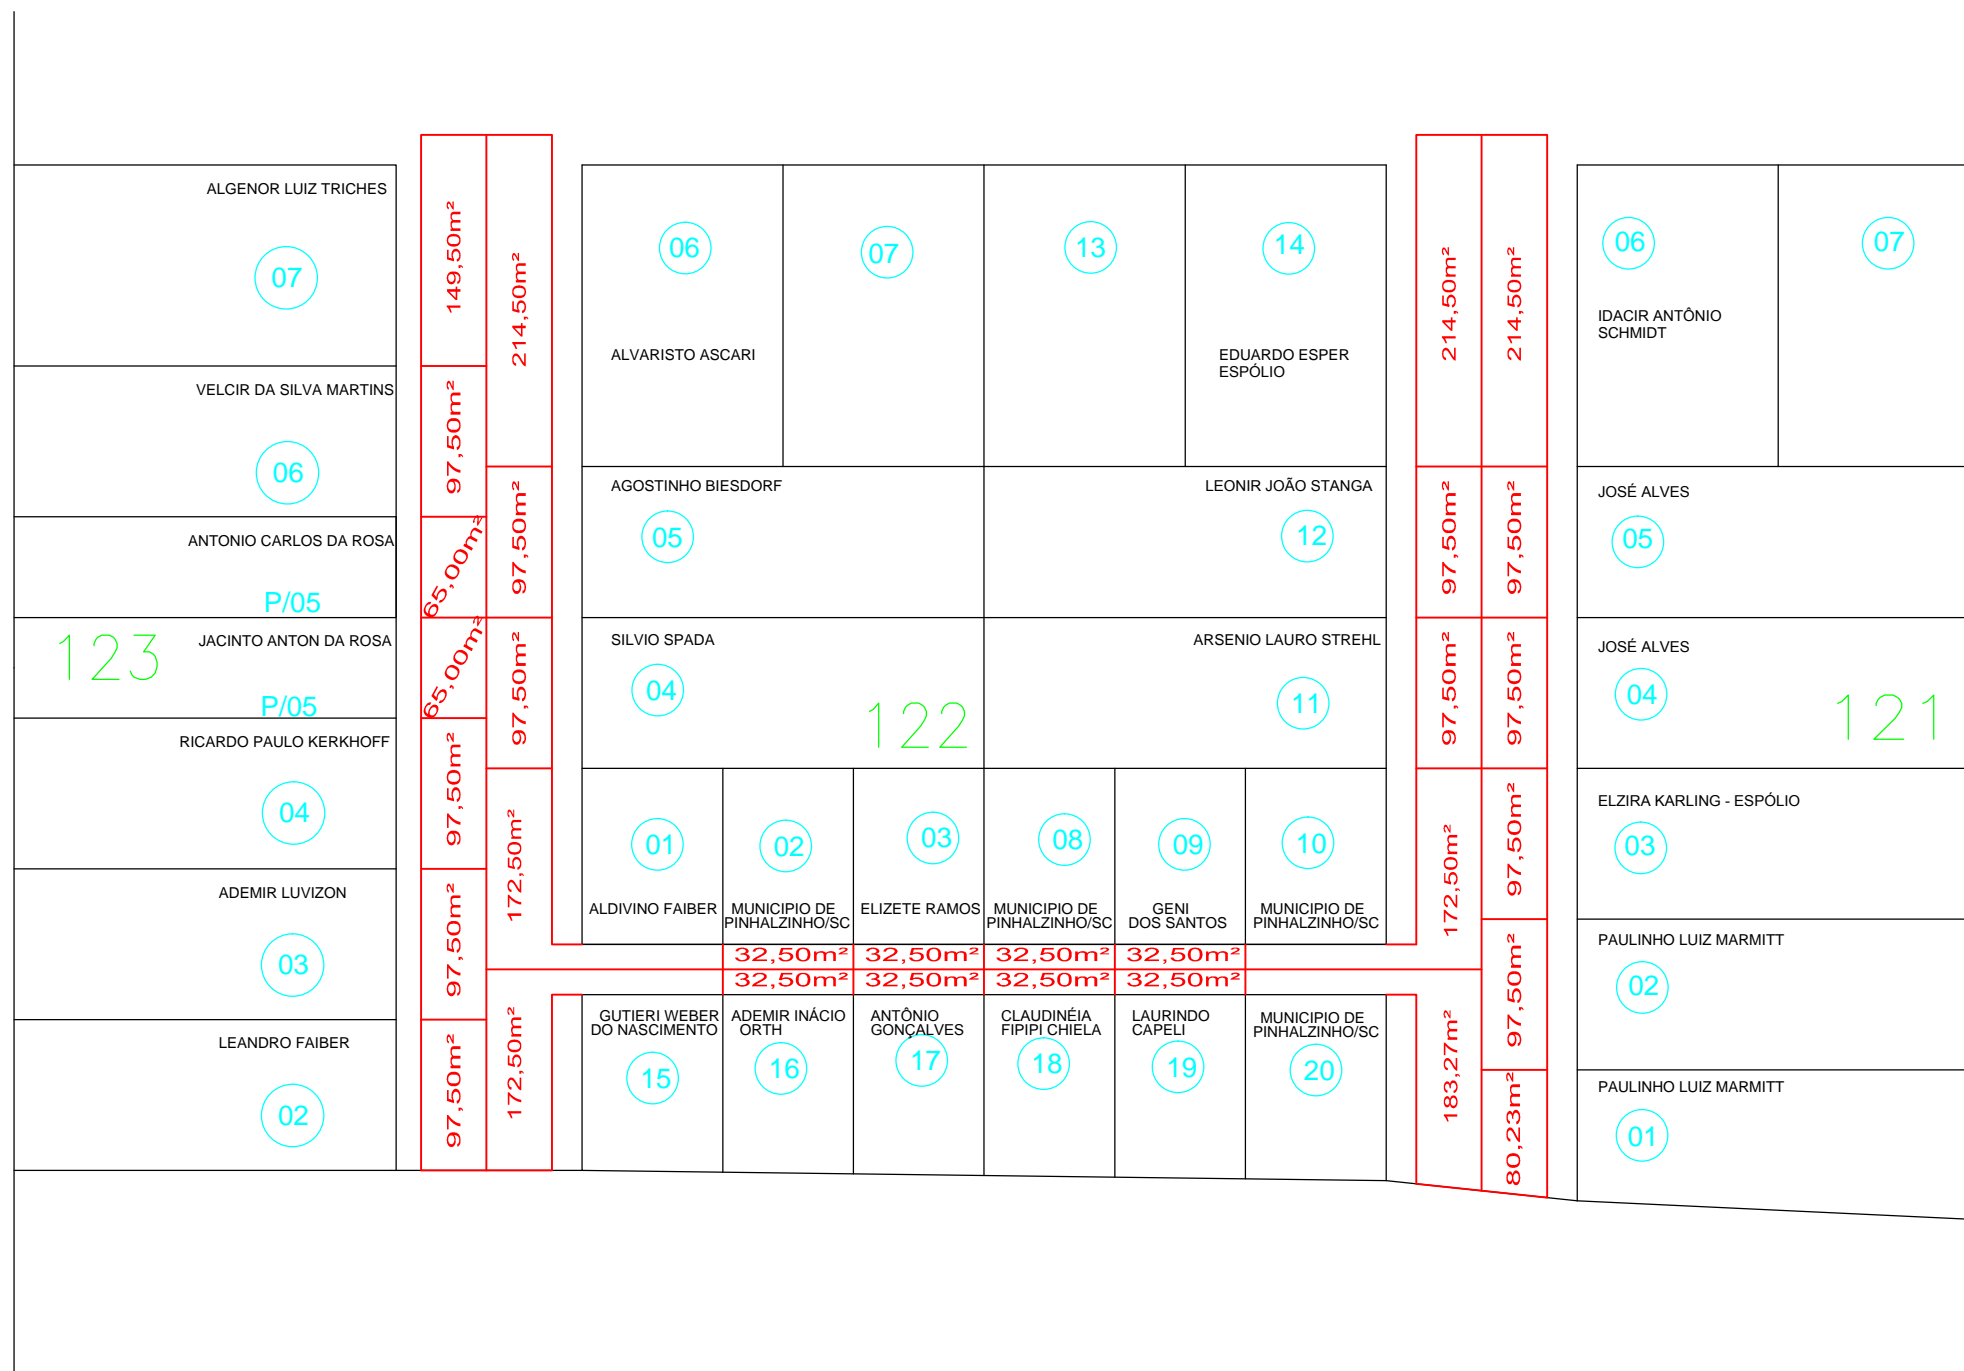 ALGENOR LUIZ TRICHES
07
VELCIR DA SILVA MARTINS
06
ANTONIO CARLOS DA ROSA
P/05
123
JACINTO ANTON DA ROSA
P/05
RICARDO PAULO KERKHOFF
04
ADEMIR LUVIZON
03
LEANDRO FAIBER
02
149,50m²
97,50m²
65,00m²
65,00m²
97,50m²
97,50m²
97,50m²
214,50m²
97,50m²
97,50m²
172,50m²
172,50m²
06
ALVARISTO ASCARI
07
13
14
EDUARDO ESPER
ESPÓLIO
AGOSTINHO BIESDORF
05
LEONIR JOÃO STANGA
12
SILVIO SPADA
04
122
ARSENIO LAURO STREHL
11
01
ALDIVINO FAIBER
02
MUNICIPIO DE
PINHALZINHO/SC
03
ELIZETE RAMOS
08
MUNICIPIO DE
PINHALZINHO/SC
09
GENI
DOS SANTOS
10
MUNICIPIO DE
PINHALZINHO/SC
32,50m² 32,50m² 32,50m² 32,50m²
32,50m² 32,50m² 32,50m² 32,50m²
GUTIERI WEBER
DO NASCIMENTO
15
ADEMIR INÁCIO
ORTH
16
ANTÔNIO
GONÇALVES
17
CLAUDINÉIA
FIPIPI CHIELA
18
LAURINDO
CAPELI
19
MUNICIPIO DE
PINHALZINHO/SC
20
214,50m²
97,50m²
97,50m²
172,50m²
183,27m²
214,50m²
97,50m²
97,50m²
97,50m²
97,50m²
80,23m²
06
IDACIR ANTÔNIO
SCHMIDT
07
JOSÉ ALVES
05
JOSÉ ALVES
04
121
ELZIRA KARLING - ESPÓLIO
03
PAULINHO LUIZ MARMITT
02
PAULINHO LUIZ MARMITT
01